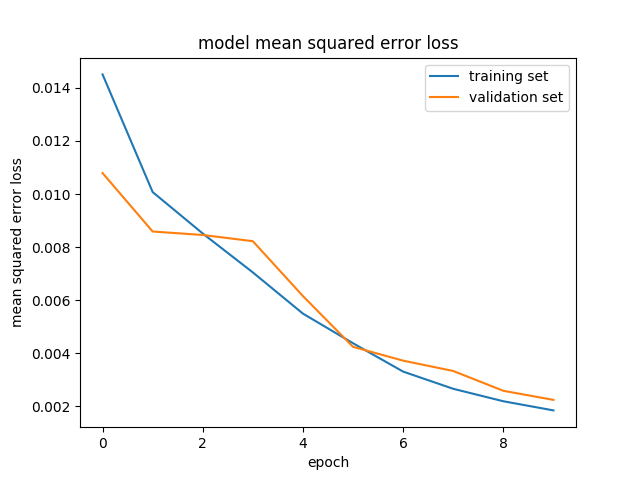 model mean squared error loss
training set
validation set
0.014
0.012
0.010
0.008
0.006
0.004
0.002
mean squared error loss
0 2 4 6 8
epoch